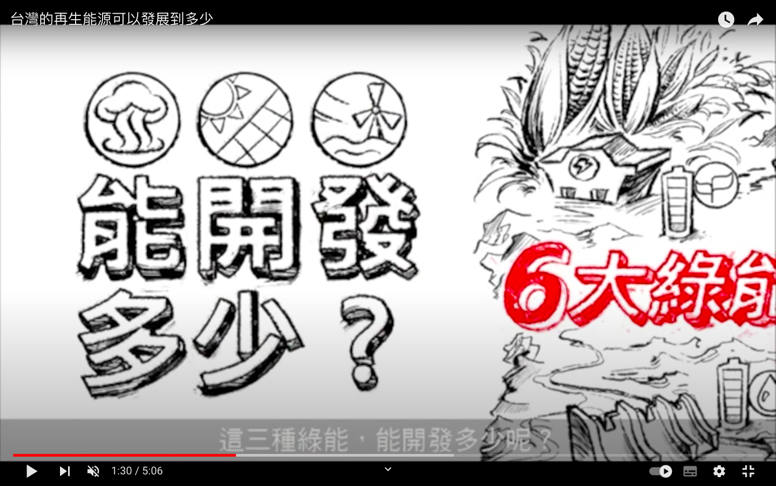 台灣的再生能源可以發展到多少
能開發
多少？
6大綠能
這三種綠能，能開發多少呢？
1:30 / 5:06